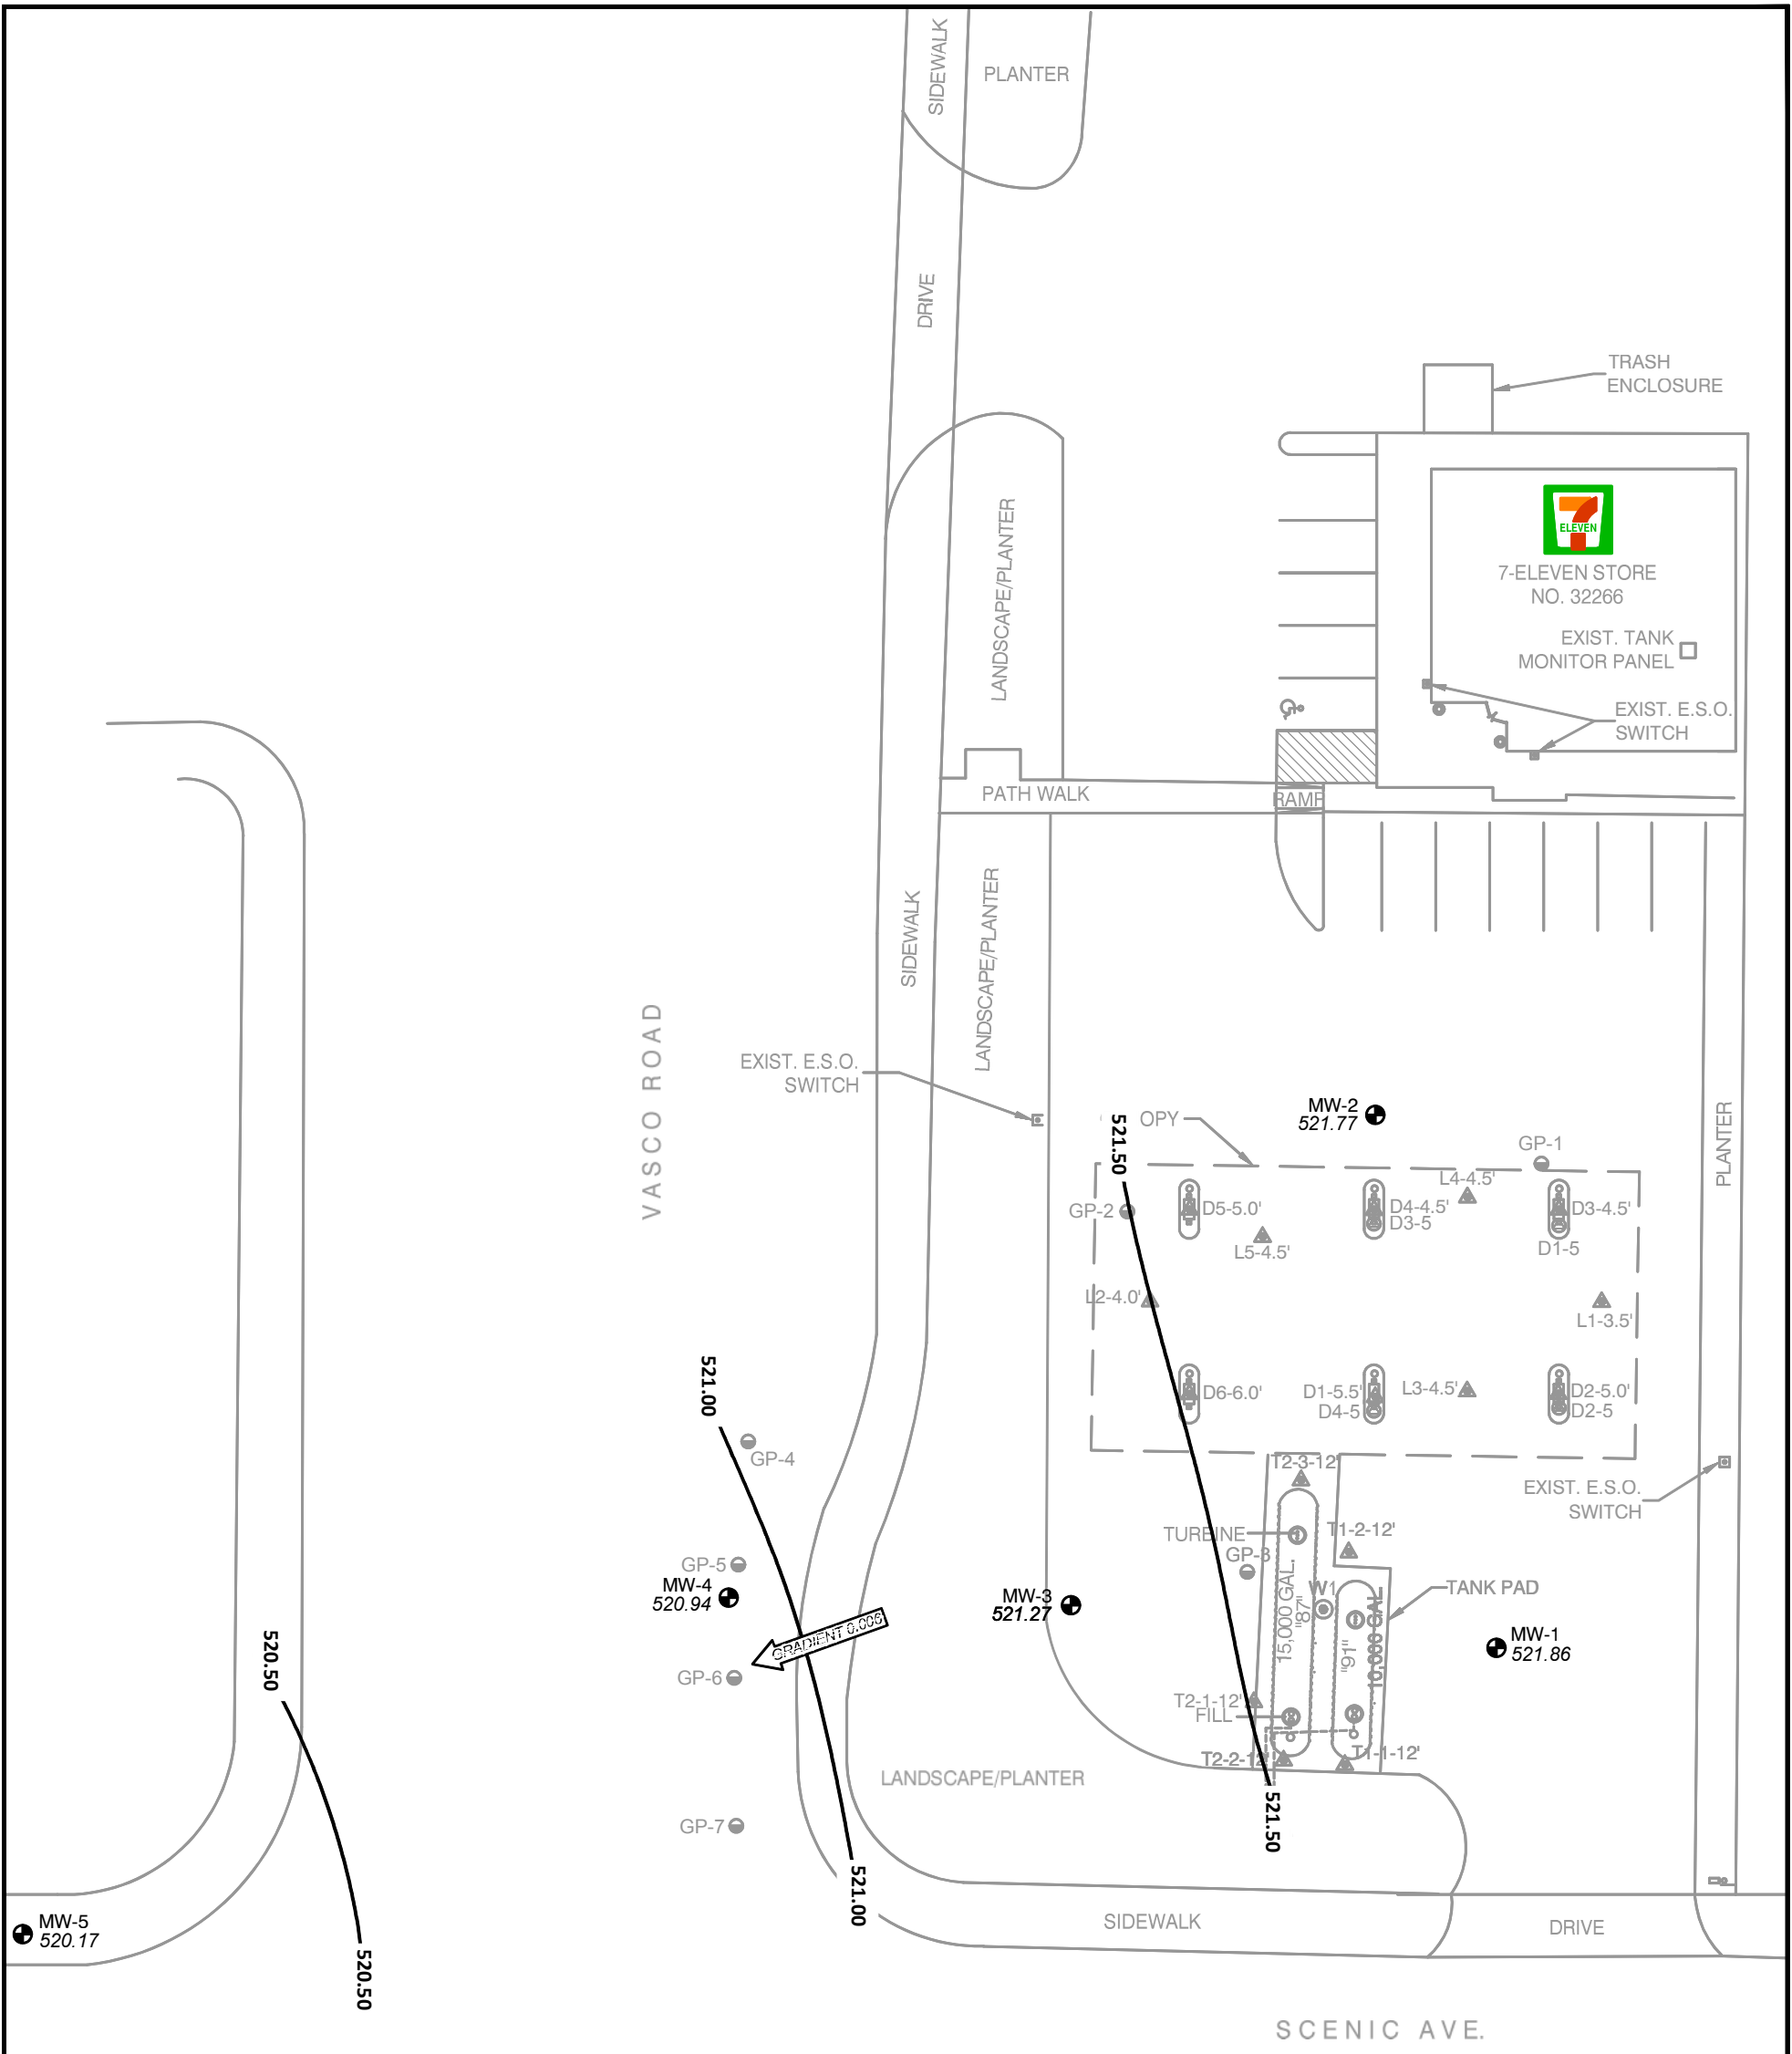 SIDEWALK
PLANTER
DRIVE
TRASH
ENCLOSURE
7
ELEVEN
7-ELEVEN STORE
NO. 32266
EXIST. TANK
MONITOR PANEL
EXIST. E.S.O.
SWITCH
LANDSCAPE/PLANTER
PATH WALK
RAMP
SIDEWALK
LANDSCAPE/PLANTER
VASCO ROAD
EXIST. E.S.O.
SWITCH
521.50
OPY
MW-2
521.77
GP-1
PLANTER
L4-4.5'
GP-2
D5-5.0'
D4-4.5'
D3-5
D3-4.5'
D1-5
L5-4.5'
L2-4.0'
L1-3.5'
521.00
D6-6.0'
D1-5.5'
D4-5
L3-4.5'
D2-5.0'
D2-5
GP-4
T2-3-12'
EXIST. E.S.O.
SWITCH
TURBINE
T1-2-12'
GP-3
GP-5
MW-4
520.94
MW-3
521.27
15,000 GAL.
"87"
W1
10,000 GAL.
"91"
TANK PAD
MW-1
521.86
GRADIENT 0.006
520.50
GP-6
T2-1-12'
FILL
T2-2-12'
T1-1-12'
LANDSCAPE/PLANTER
521.50
GP-7
521.00
MW-5
520.17
SIDEWALK
DRIVE
520.50
SCENIC AVE.